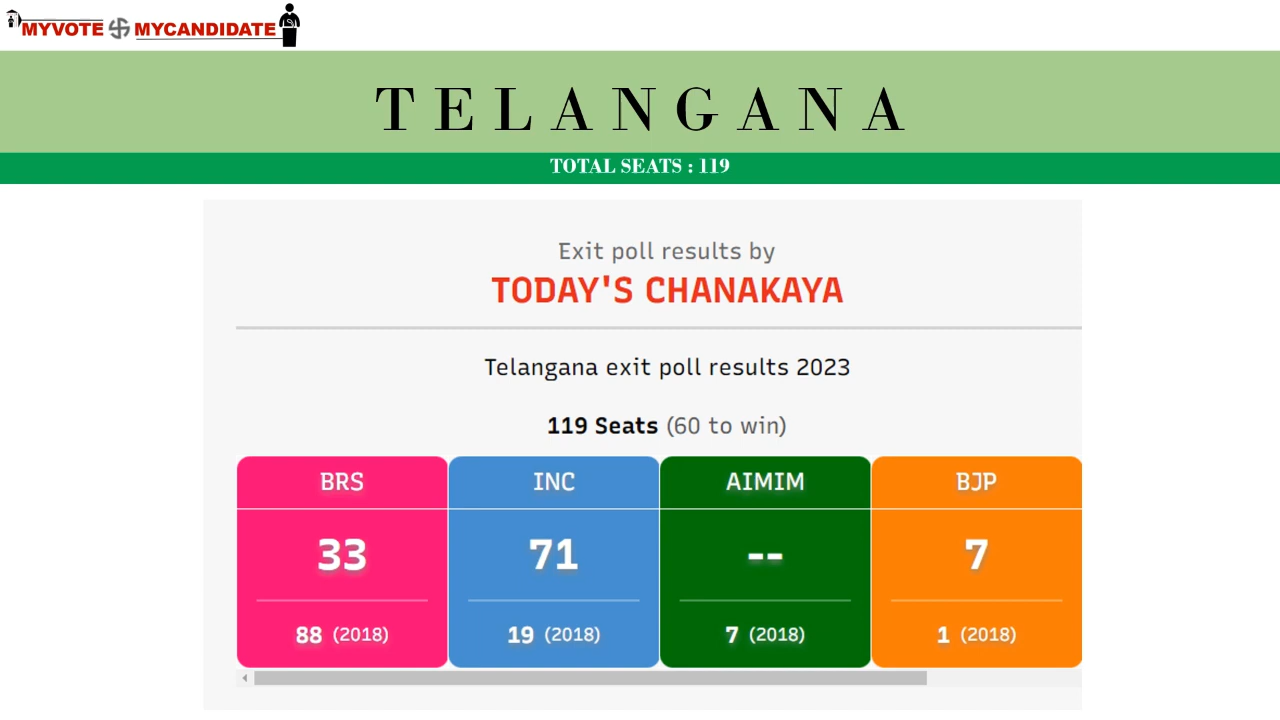 MYVOTE MYCANDIDATE
TELANGANA
TOTAL SEATS : 119
Exit poll results by
TODAY'S CHANAKAYA
Telangana exit poll results 2023
119 Seats (60 to win)
BRS INC AIMIM BJP
33 71 -- 7
88 (2018) 19 (2018) 7 (2018) 1 (2018)